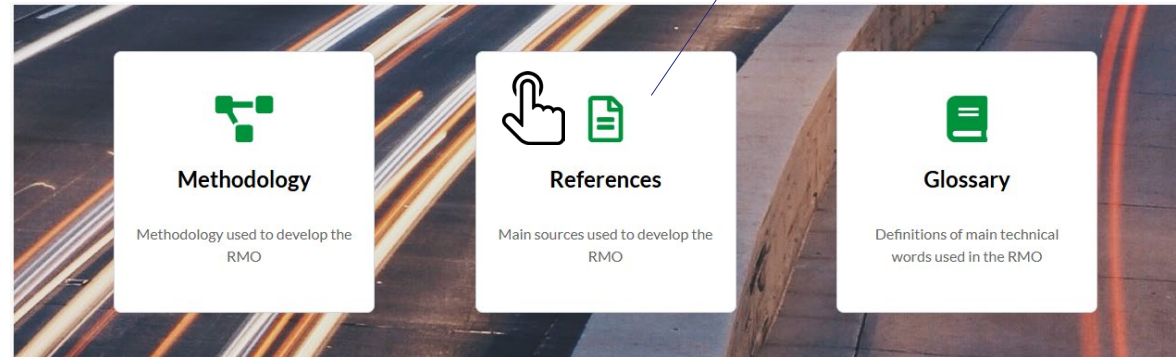 Methodology
Methodology used to develop the
RMO
References
Main sources used to develop the
RMO
Glossary
Definitions of main technical
words used in the RMO